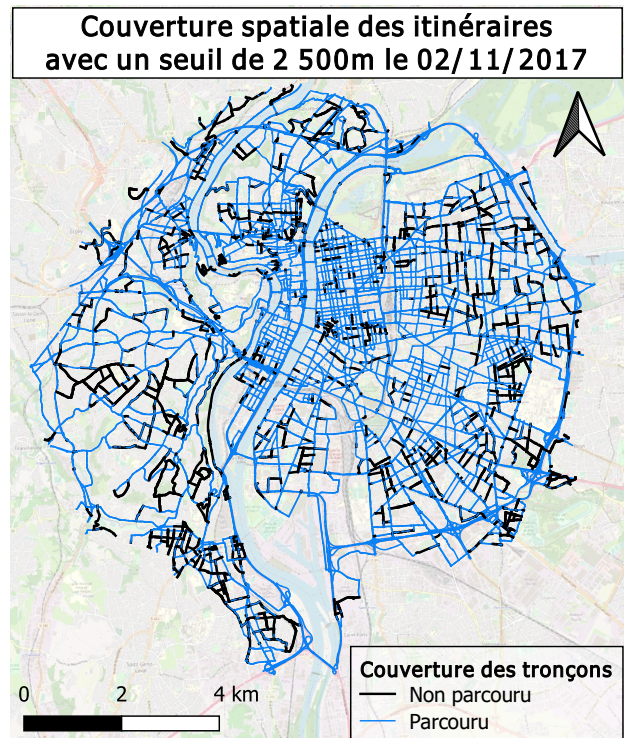 Couverture spatiale des itinéraires
avec un seuil de 2 500m le 02/11/2017
Couverture des tronçons
Non parcouru
Parcouru
0 2 4 km